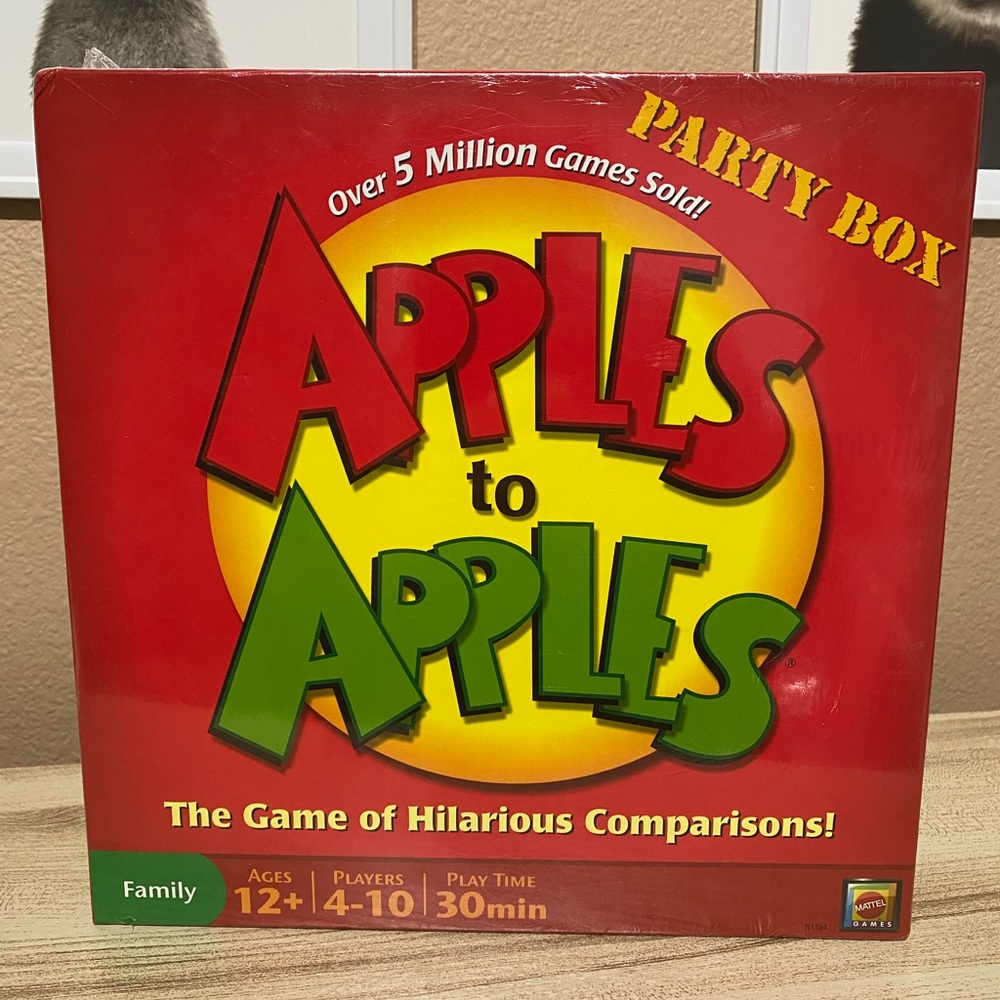 PARTY BOX
Over 5 Million Games Sold!
APPLES
to
APPLES®
The Game of Hilarious Comparisons!
Family
AGES
12+
PLAYERS
4-10
PLAY TIME
30min
MATTEL
GAMES